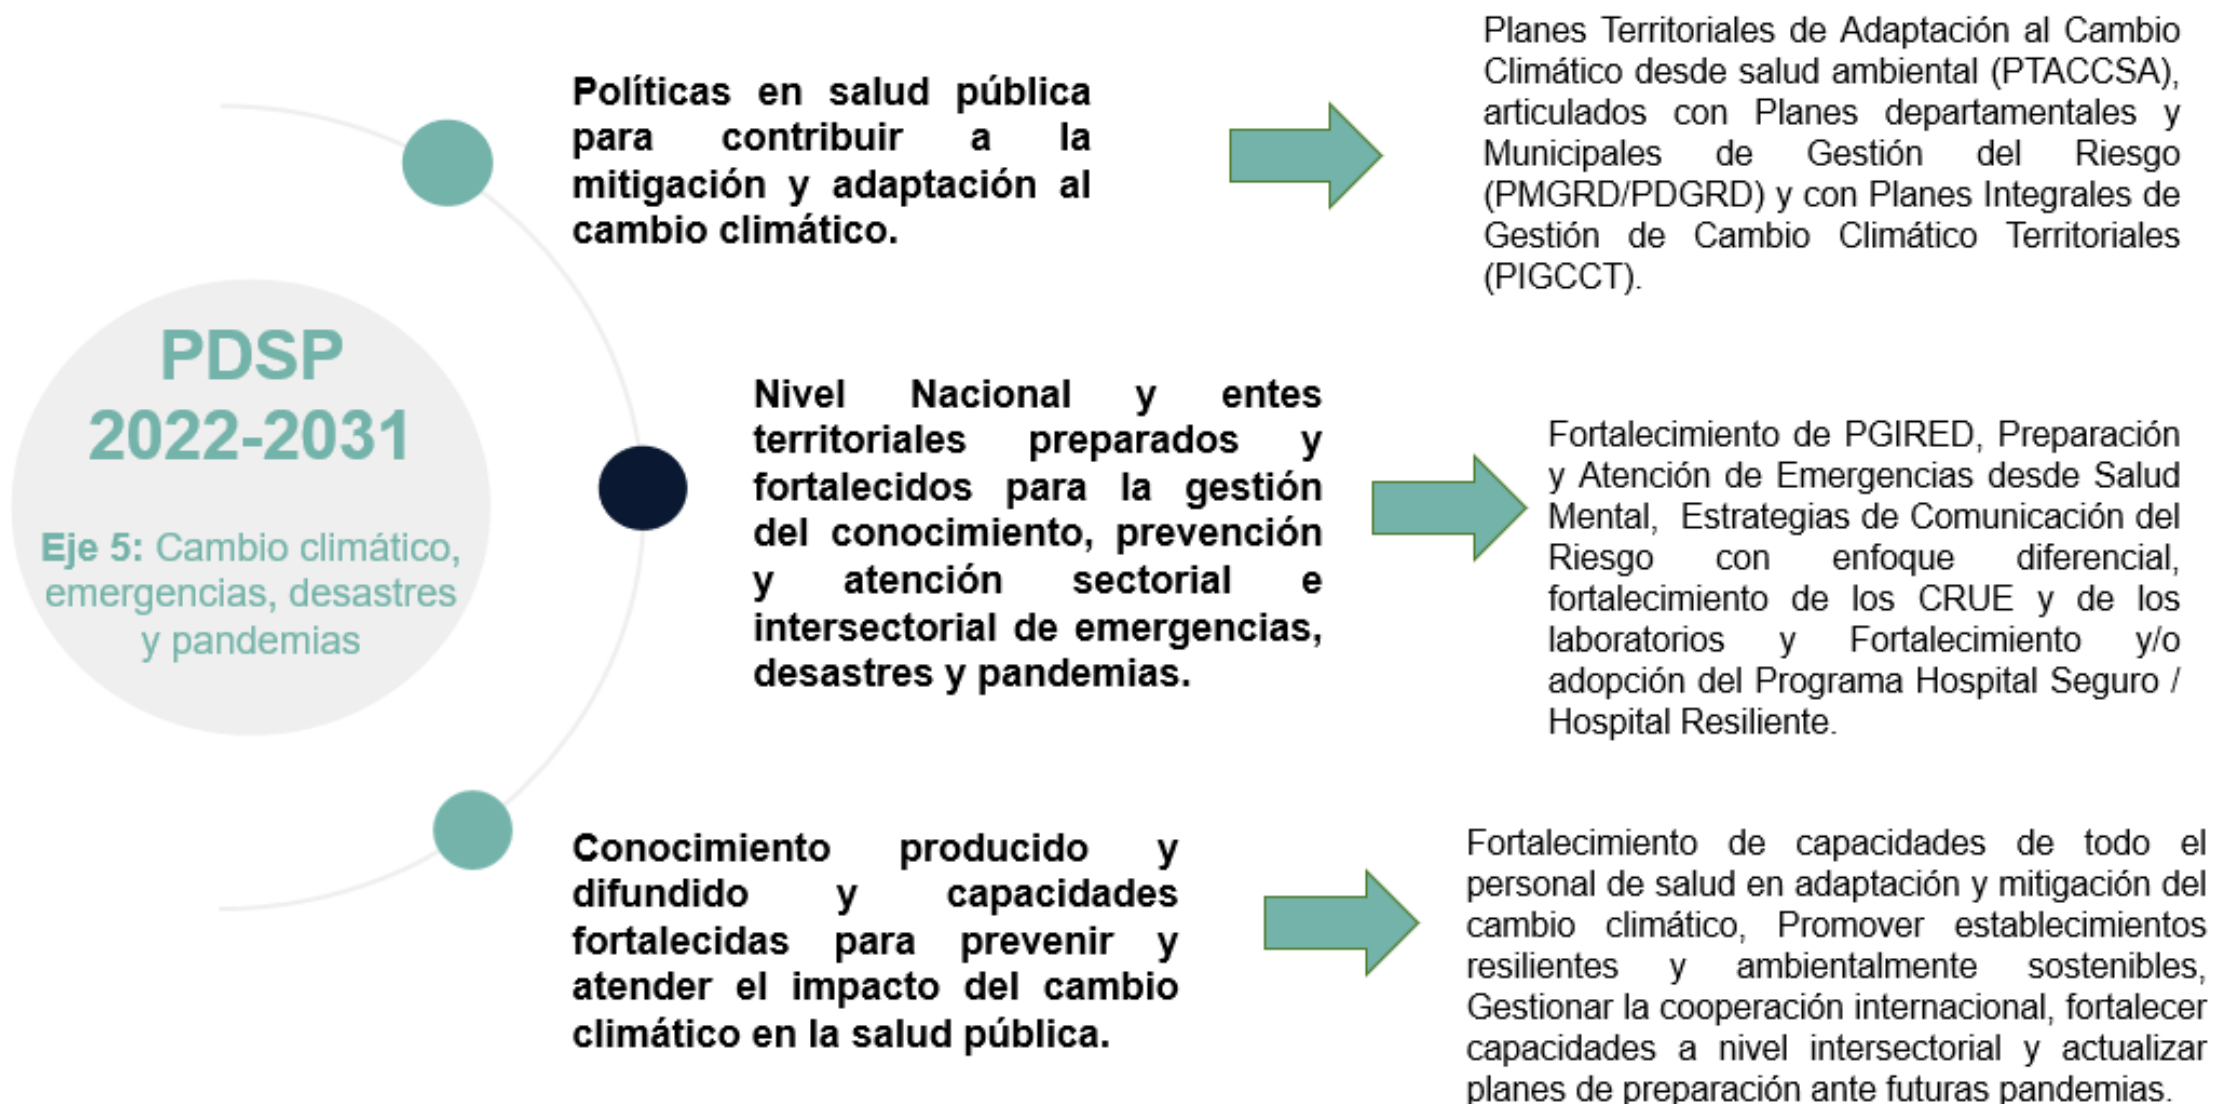 PDSP
2022-2031
Eje 5: Cambio climático,
emergencias, desastres
y pandemias
Políticas en salud pública
para contribuir a la
mitigación y adaptación al
cambio climático.
Planes Territoriales de Adaptación al Cambio
Climático desde salud ambiental (PTACCSA),
articulados con Planes departamentales y
Municipales de Gestión del Riesgo
(PMGRD/PDGRD) y con Planes Integrales de
Gestión de Cambio Climático Territoriales
(PIGCCT).
Nivel Nacional y entes
territoriales preparados y
fortalecidos para la gestión
del conocimiento, prevención
y atención sectorial e
intersectorial de emergencias,
desastres y pandemias.
Fortalecimiento de PGIRED, Preparación
y Atención de Emergencias desde Salud
Mental, Estrategias de Comunicación del
Riesgo con enfoque diferencial,
fortalecimiento de los CRUE y de los
laboratorios y Fortalecimiento y/o
adopción del Programa Hospital Seguro /
Hospital Resiliente.
Conocimiento producido y
difundido y capacidades
fortalecidas para prevenir y
atender el impacto del cambio
climático en la salud pública.
Fortalecimiento de capacidades de todo el
personal de salud en adaptación y mitigación del
cambio climático, Promover establecimientos
resilientes y ambientalmente sostenibles,
Gestionar la cooperación internacional, fortalecer
capacidades a nivel intersectorial y actualizar
planes de preparación ante futuras pandemias.